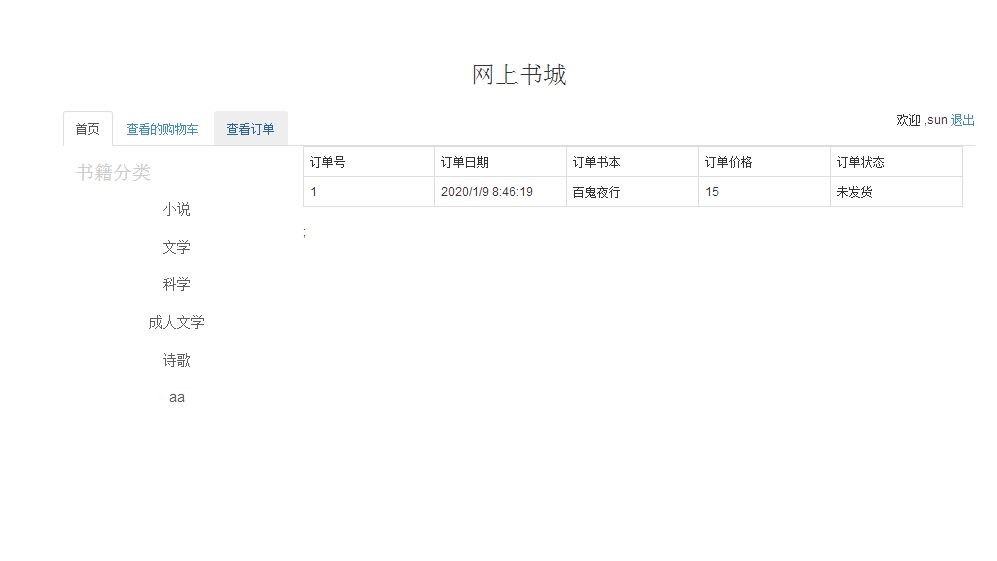 网上书城
首页 查看的购物车 查看订单 欢迎 ,sun 退出
书籍分类
小说
文学
科学
成人文学
诗歌
aa
订单号 订单日期 订单书本 订单价格 订单状态
1 2020/1/9 8:46:19 百鬼夜行 15 未发货
;